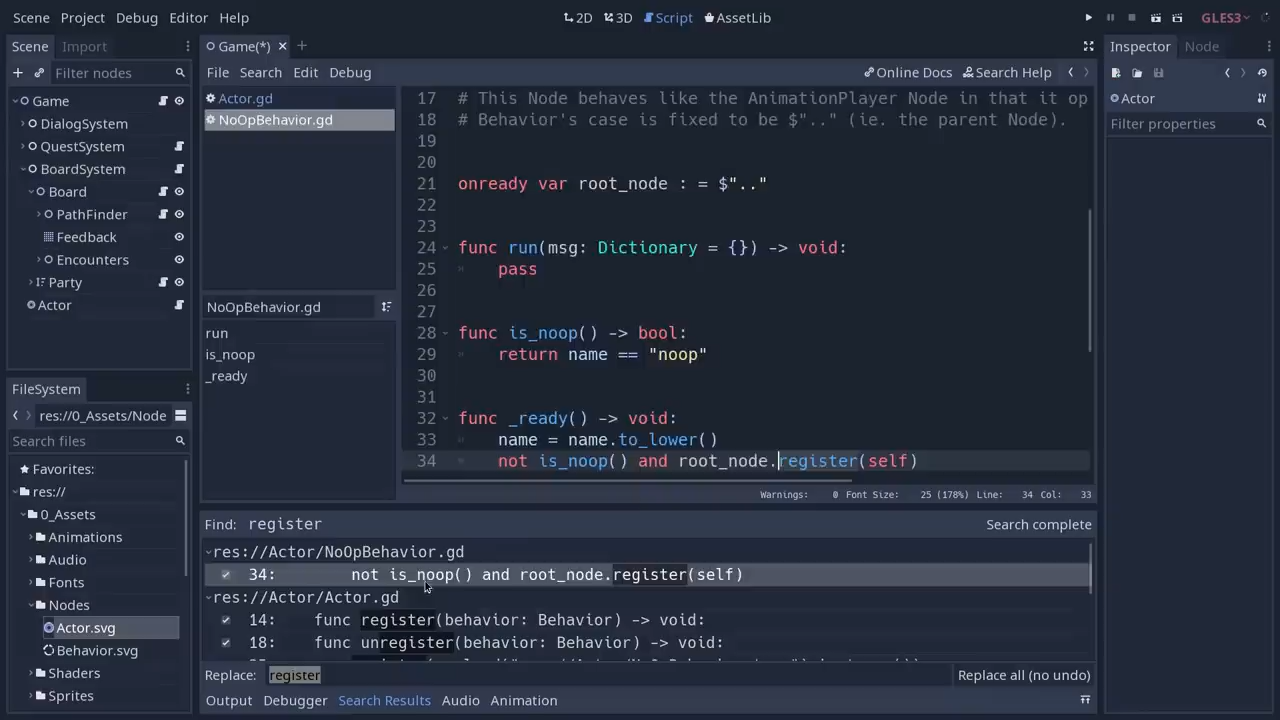 Scene Project Debug Editor Help
2D 3D Script AssetLib
GLES3
Scene Import
Filter nodes
Game
DialogSystem
QuestSystem
BoardSystem
Board
PathFinder
Feedback
Encounters
Party
Actor
FileSystem
res://0_Assets/Node
Search files
Favorites:
res://
0_Assets
Animations
Audio
Fonts
Nodes
Actor.svg
Behavior.svg
Shaders
Sprites
Game(*)
File Search Edit Debug
Online Docs Search Help
Actor.gd
NoOpBehavior.gd
NoOpBehavior.gd
run
is_noop
_ready
17 # This Node behaves like the AnimationPlayer Node in that it op
18 # Behavior's case is fixed to be $".." (ie. the parent Node).
19
20
21 onready var root_node : = $".."
22
23
24 func run(msg: Dictionary = {}) -> void:
25 pass
26
27
28 func is_noop() -> bool:
29 return name == "noop"
30
31
32 func _ready() -> void:
33 name = name.to_lower()
34 not is_noop() and root_node.register(self)
Warnings: 0 Font Size: 25 (178%) Line: 34 Col: 33
Find: register Search complete
res://Actor/NoOpBehavior.gd
34: not is_noop() and root_node.register(self)
res://Actor/Actor.gd
14: func register(behavior: Behavior) -> void:
18: func unregister(behavior: Behavior) -> void:
Replace: register Replace all (no undo)
Output Debugger Search Results Audio Animation
Inspector Node
Actor
Filter properties